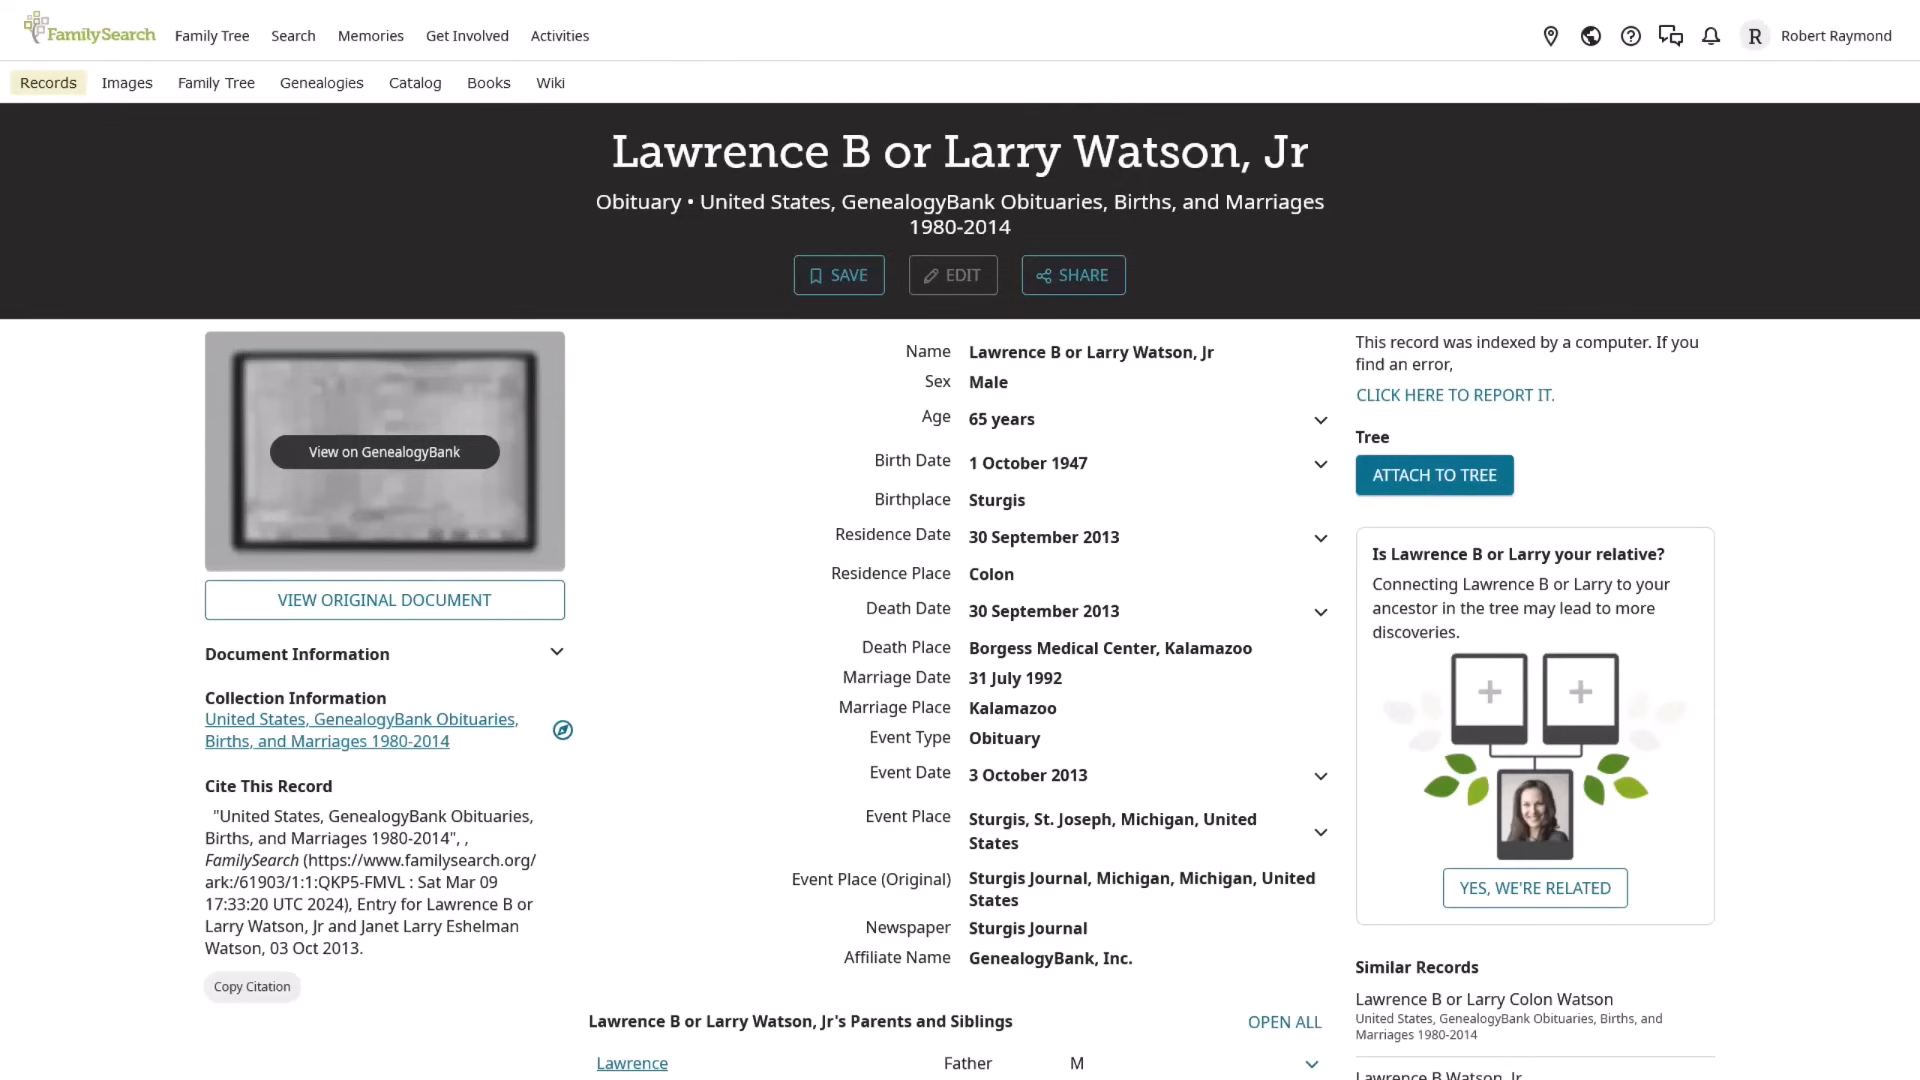 FamilySearch
Family Tree
Search
Memories
Get Involved
Activities
R
Robert Raymond
Records
Images
Family Tree
Genealogies
Catalog
Books
Wiki
Lawrence B or Larry Watson, Jr
Obituary • United States, GenealogyBank Obituaries, Births, and Marriages
1980-2014
SAVE
EDIT
SHARE
View on GenealogyBank
VIEW ORIGINAL DOCUMENT
Document Information
Collection Information
United States, GenealogyBank Obituaries,
Births, and Marriages 1980-2014
Cite This Record
"United States, GenealogyBank Obituaries,
Births, and Marriages 1980-2014", ,
FamilySearch (https://www.familysearch.org/
ark:/61903/1:1:QKP5-FMVL : Sat Mar 09
17:33:20 UTC 2024), Entry for Lawrence B or
Larry Watson, Jr and Janet Larry Eshelman
Watson, 03 Oct 2013.
Copy Citation
Name Lawrence B or Larry Watson, Jr
Sex Male
Age 65 years
Birth Date 1 October 1947
Birthplace Sturgis
Residence Date 30 September 2013
Residence Place Colon
Death Date 30 September 2013
Death Place Borgess Medical Center, Kalamazoo
Marriage Date 31 July 1992
Marriage Place Kalamazoo
Event Type Obituary
Event Date 3 October 2013
Event Place Sturgis, St. Joseph, Michigan, United
States
Event Place (Original) Sturgis Journal, Michigan, Michigan, United
States
Newspaper Sturgis Journal
Affiliate Name GenealogyBank, Inc.
Lawrence B or Larry Watson, Jr's Parents and Siblings
OPEN ALL
Lawrence Father M
This record was indexed by a computer. If you
find an error,
CLICK HERE TO REPORT IT.
Tree
ATTACH TO TREE
Is Lawrence B or Larry your relative?
Connecting Lawrence B or Larry to your
ancestor in the tree may lead to more
discoveries.
YES, WE'RE RELATED
Similar Records
Lawrence B or Larry Colon Watson
United States, GenealogyBank Obituaries, Births, and
Marriages 1980-2014
Lawrence B Watson, Jr